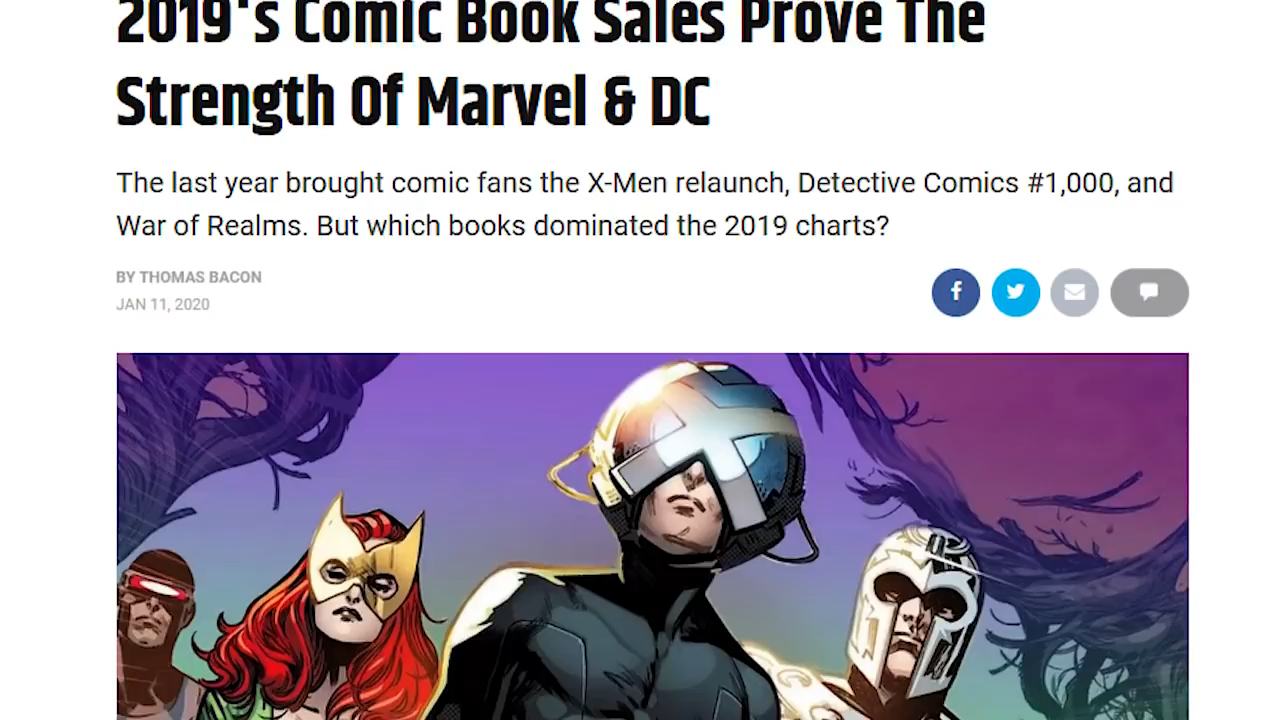 2019's Comic Book Sales Prove The
Strength Of Marvel & DC
The last year brought comic fans the X-Men relaunch, Detective Comics #1,000, and
War of Realms. But which books dominated the 2019 charts?
BY THOMAS BACON
JAN 11, 2020